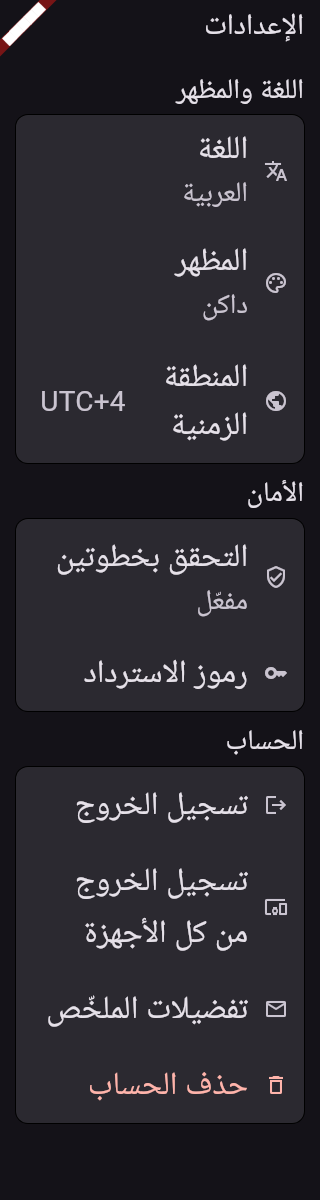 الإعدادات
اللغة والمظهر
اللغة
العربية
المظهر
داكن
المنطقة
الزمنية
UTC+4
الأمان
التحقق بخطوتين
مفعّل
رموز الاسترداد
الحساب
تسجيل الخروج
تسجيل الخروج
من كل الأجهزة
تفضيلات الملخّص
حذف الحساب